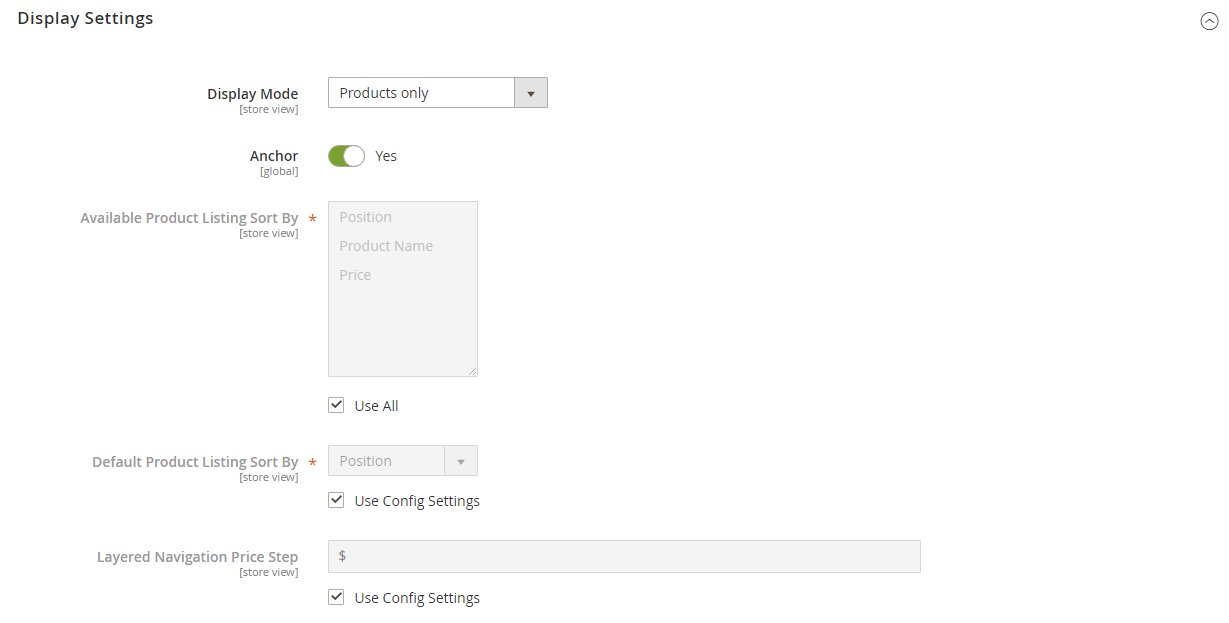 Display Settings
Display Mode
[store view]
Products only
Anchor
[global]
Yes
Available Product Listing Sort By *
[store view]
Position
Product Name
Price
Use All
Default Product Listing Sort By *
[store view]
Position
Use Config Settings
Layered Navigation Price Step
[store view]
$
Use Config Settings